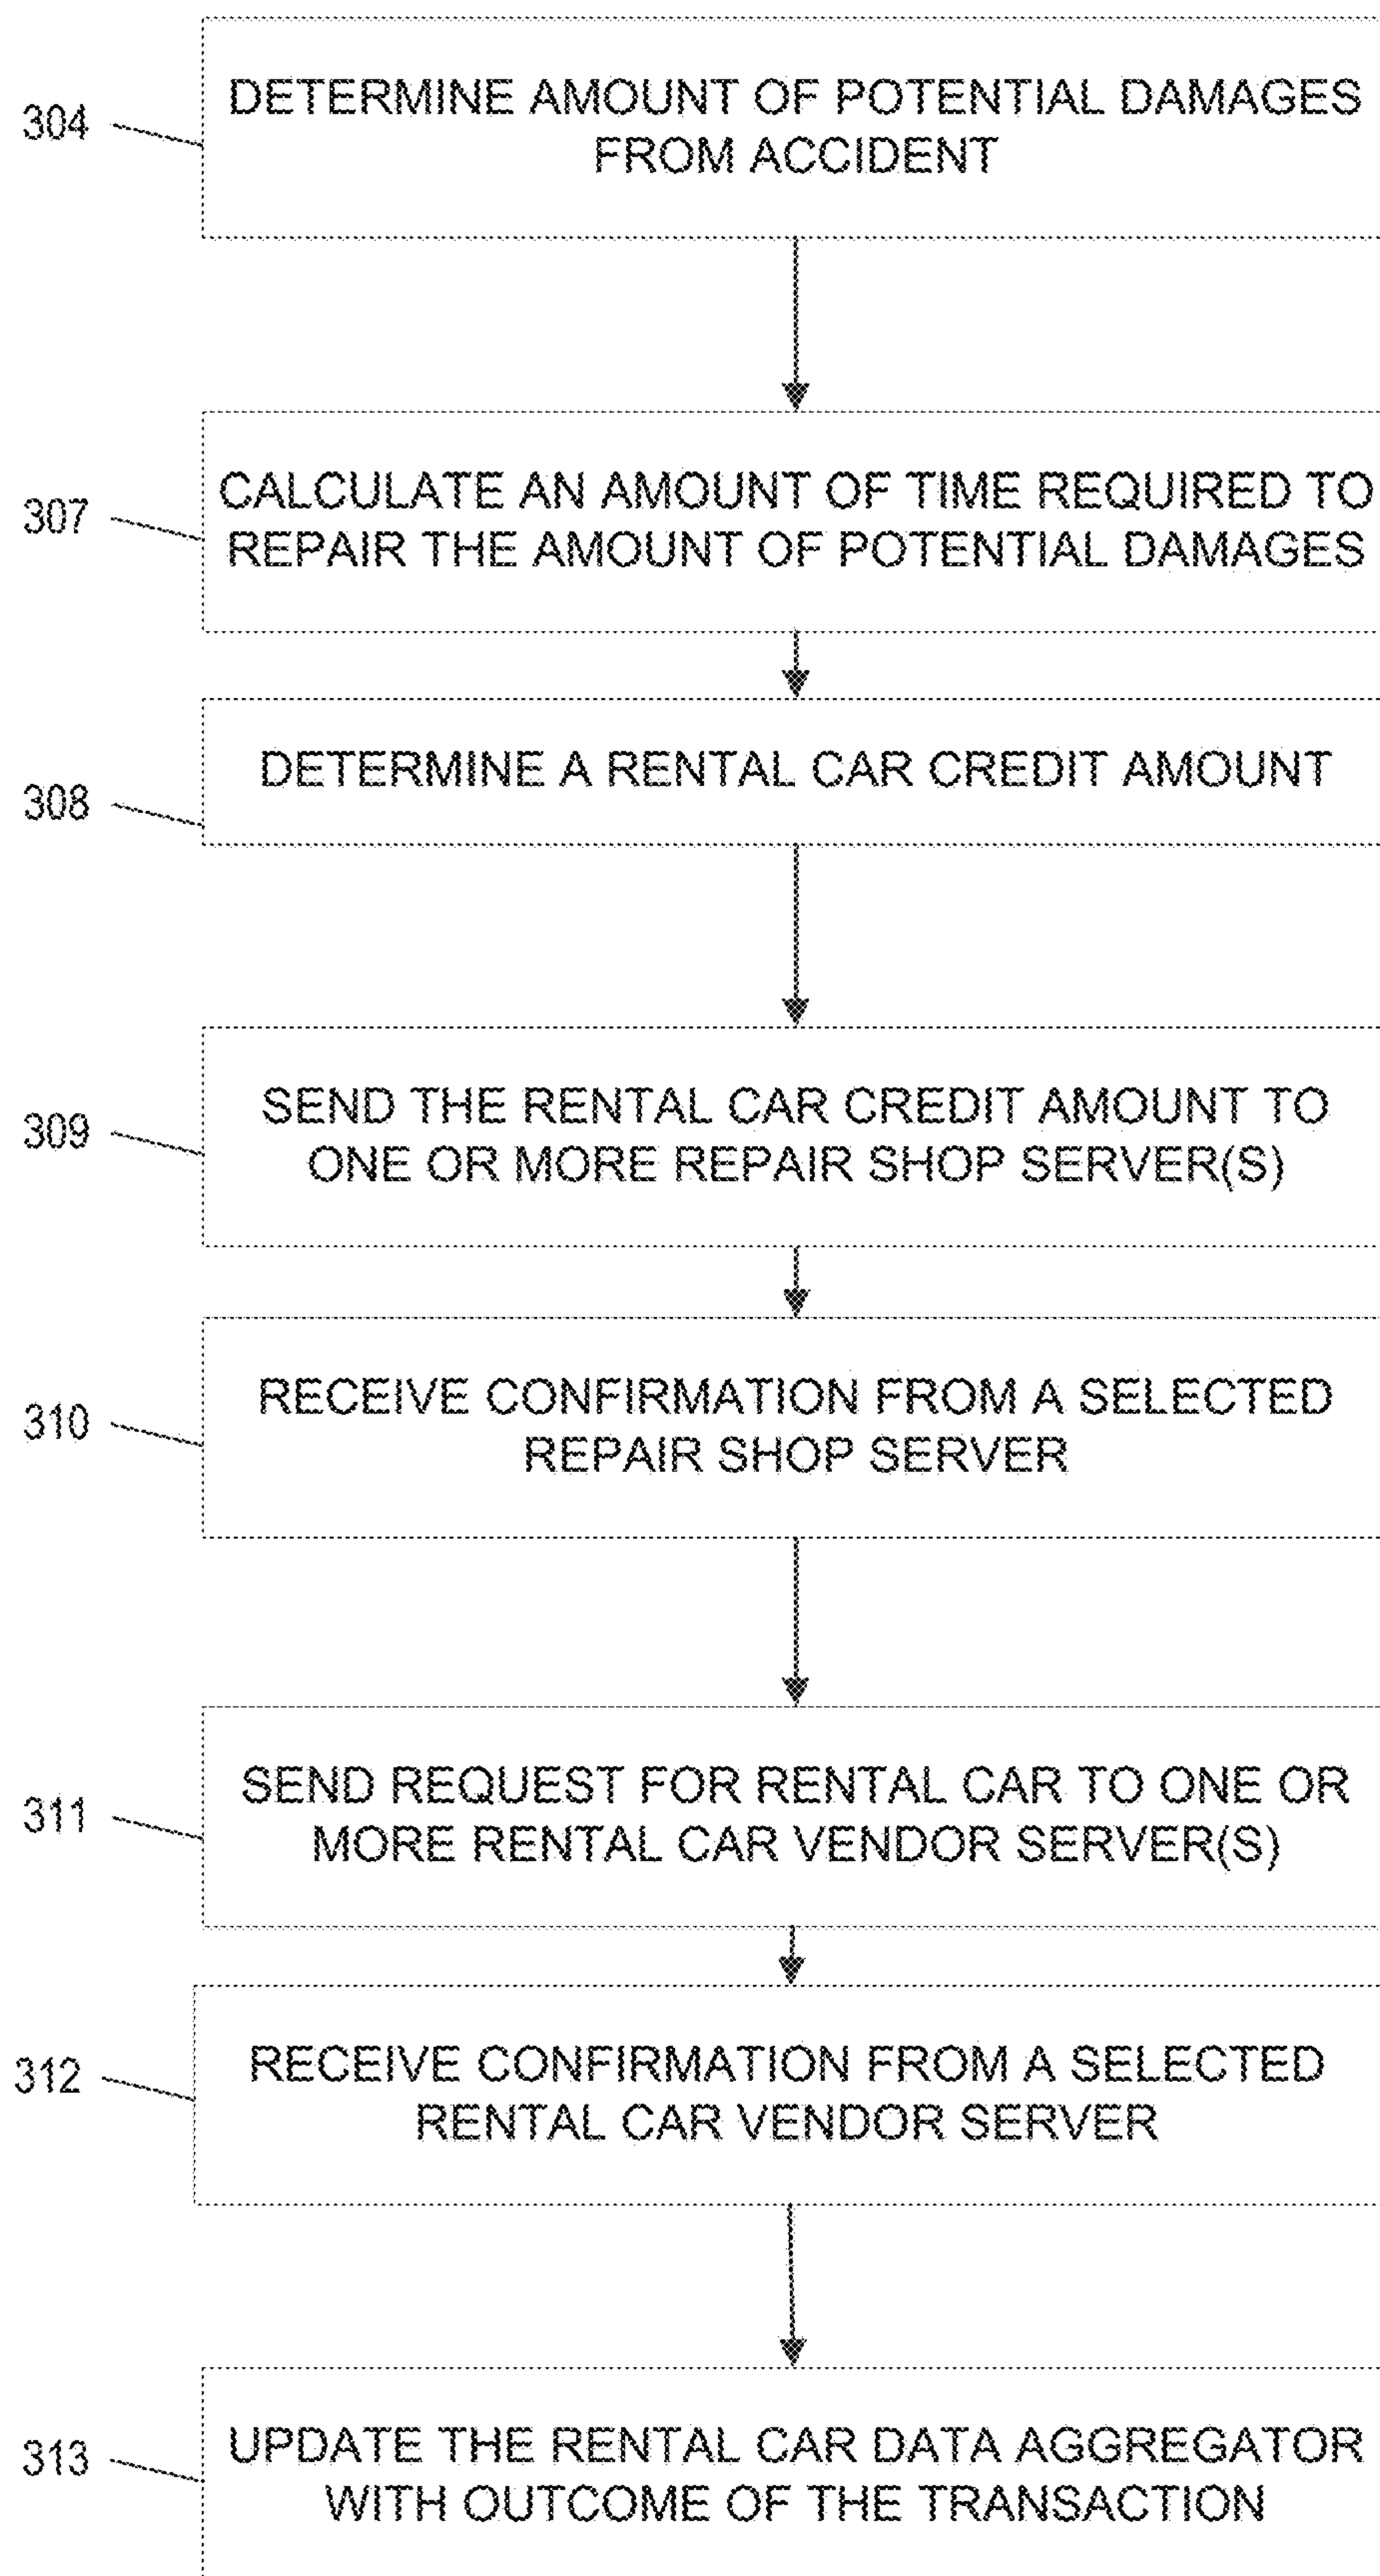 304
DETERMINE AMOUNT OF POTENTIAL DAMAGES
FROM ACCIDENT
307
CALCULATE AN AMOUNT OF TIME REQUIRED TO
REPAIR THE AMOUNT OF POTENTIAL DAMAGES
308
DETERMINE A RENTAL CAR CREDIT AMOUNT
309
SEND THE RENTAL CAR CREDIT AMOUNT TO
ONE OR MORE REPAIR SHOP SERVER(S)
310
RECEIVE CONFIRMATION FROM A SELECTED
REPAIR SHOP SERVER
311
SEND REQUEST FOR RENTAL CAR TO ONE OR
MORE RENTAL CAR VENDOR SERVER(S)
312
RECEIVE CONFIRMATION FROM A SELECTED
RENTAL CAR VENDOR SERVER
313
UPDATE THE RENTAL CAR DATA AGGREGATOR
WITH OUTCOME OF THE TRANSACTION